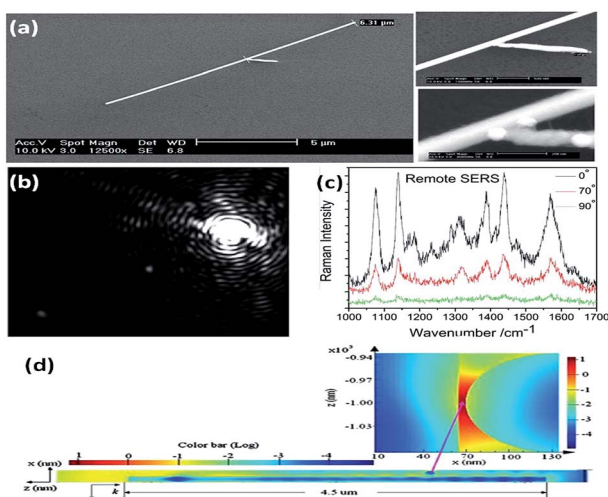 (a)
6.31 µm
Acc.V Spot Magn Det WD
10.0 kV 3.0 12500x SE 6.8
5 µm
(b)
(c)
Remote SERS
0°
70°
90°
Raman Intensity
1000 1100 1200 1300 1400 1500 1600 1700
Wavenumber /cm-1
(d)
x10³
-0.94
-0.97
-1.00
-1.03
z(nm)
10 40 70 100 130
x (nm)
1
0
-1
-2
-3
-4
Color bar (Log)
1 0 -1 -2 -3 -4
x (nm)
z (nm)
k
4.5 um